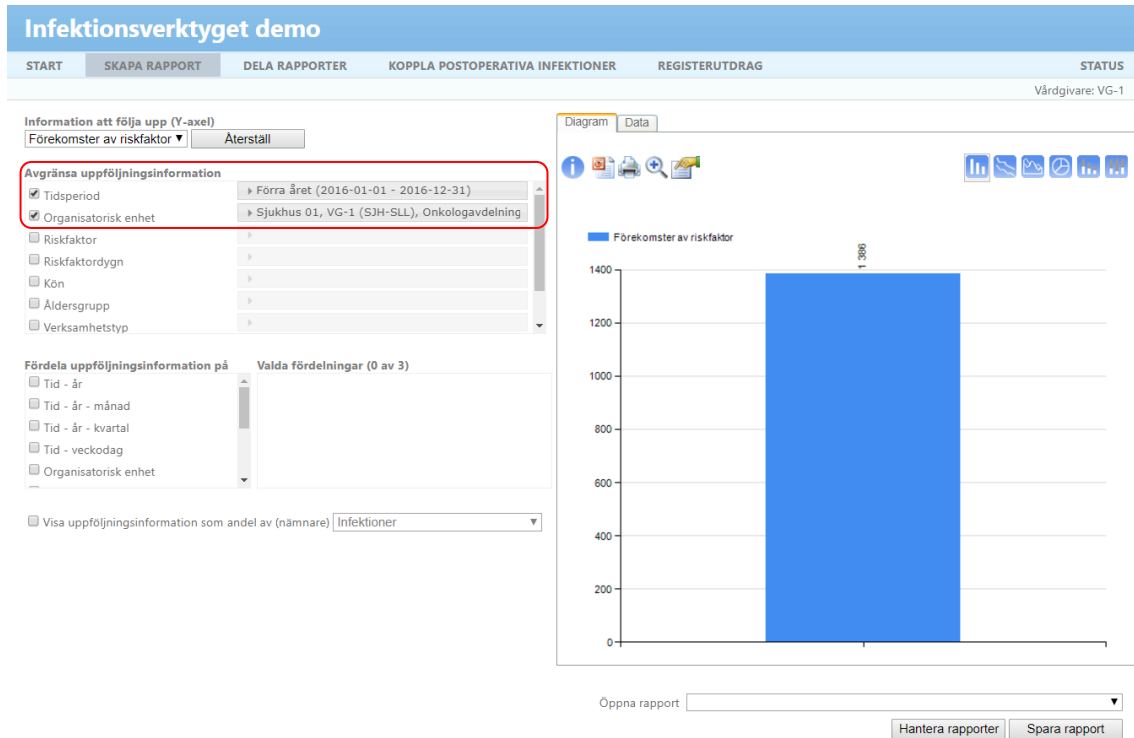 Infektionsverktyget demo
START SKAPA RAPPORT DELA RAPPORTER KOPPLA POSTOPERATIVA INFEKTIONER REGISTERUTDRAG STATUS
Vårdgivare: VG-1
Information att följa upp (Y-axel)
Förekomster av riskfaktor Återställ
Avgränsa uppföljningsinformation
Tidsperiod Förra året (2016-01-01 - 2016-12-31)
Organisatorisk enhet Sjukhus 01, VG-1 (SJH-SLL), Onkologavdelning
Riskfaktor
Riskfaktordygn
Kön
Åldersgrupp
Verksamhetstyp
Fördela uppföljningsinformation på Valda fördelningar (0 av 3)
Tid - år
Tid - år - månad
Tid - år - kvartal
Tid - veckodag
Organisatorisk enhet
Visa uppföljningsinformation som andel av (nämnare) Infektioner
Diagram Data
Förekomster av riskfaktor
1 386
1400
1200
1000
800
600
400
200
0
Öppna rapport
Hantera rapporter Spara rapport